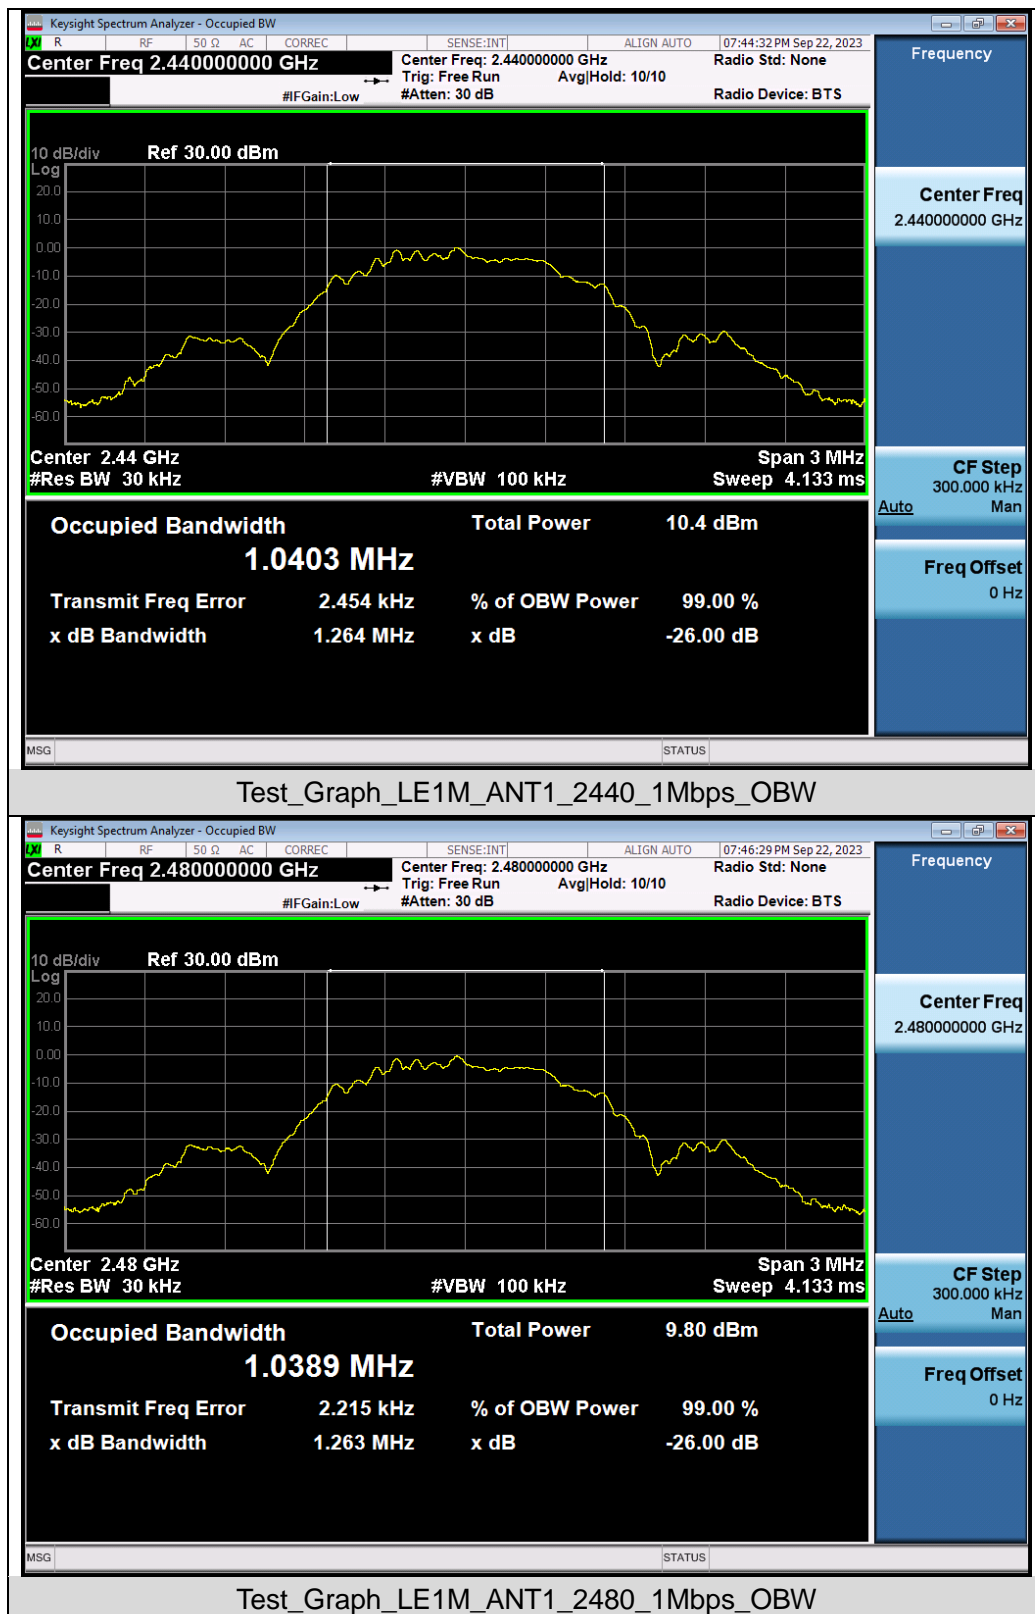 Keysight Spectrum Analyzer - Occupied BW
LXI R RF 50 Ω AC CORREC SENSE:INT ALIGN AUTO 07:44:32 PM Sep 22, 2023
Center Freq 2.440000000 GHz Center Freq: 2.440000000 GHz Radio Std: None
Trig: Free Run Avg|Hold: 10/10
#IFGain:Low #Atten: 30 dB Radio Device: BTS
Frequency
10 dB/div Ref 30.00 dBm
Log
20.0
10.0
0.00
-10.0
-20.0
-30.0
-40.0
-50.0
-60.0
Center Freq
2.440000000 GHz
Center 2.44 GHz Span 3 MHz
#Res BW 30 kHz #VBW 100 kHz Sweep 4.133 ms
CF Step
300.000 kHz
Auto Man
Occupied Bandwidth Total Power 10.4 dBm
1.0403 MHz
Transmit Freq Error 2.454 kHz % of OBW Power 99.00 %
x dB Bandwidth 1.264 MHz x dB -26.00 dB
Freq Offset
0 Hz
MSG STATUS
Test_Graph_LE1M_ANT1_2440_1Mbps_OBW
Keysight Spectrum Analyzer - Occupied BW
LXI R RF 50 Ω AC CORREC SENSE:INT ALIGN AUTO 07:46:29 PM Sep 22, 2023
Center Freq 2.480000000 GHz Center Freq: 2.480000000 GHz Radio Std: None
Trig: Free Run Avg|Hold: 10/10
#IFGain:Low #Atten: 30 dB Radio Device: BTS
Frequency
10 dB/div Ref 30.00 dBm
Log
20.0
10.0
0.00
-10.0
-20.0
-30.0
-40.0
-50.0
-60.0
Center Freq
2.480000000 GHz
Center 2.48 GHz Span 3 MHz
#Res BW 30 kHz #VBW 100 kHz Sweep 4.133 ms
CF Step
300.000 kHz
Auto Man
Occupied Bandwidth Total Power 9.80 dBm
1.0389 MHz
Transmit Freq Error 2.215 kHz % of OBW Power 99.00 %
x dB Bandwidth 1.263 MHz x dB -26.00 dB
Freq Offset
0 Hz
MSG STATUS
Test_Graph_LE1M_ANT1_2480_1Mbps_OBW